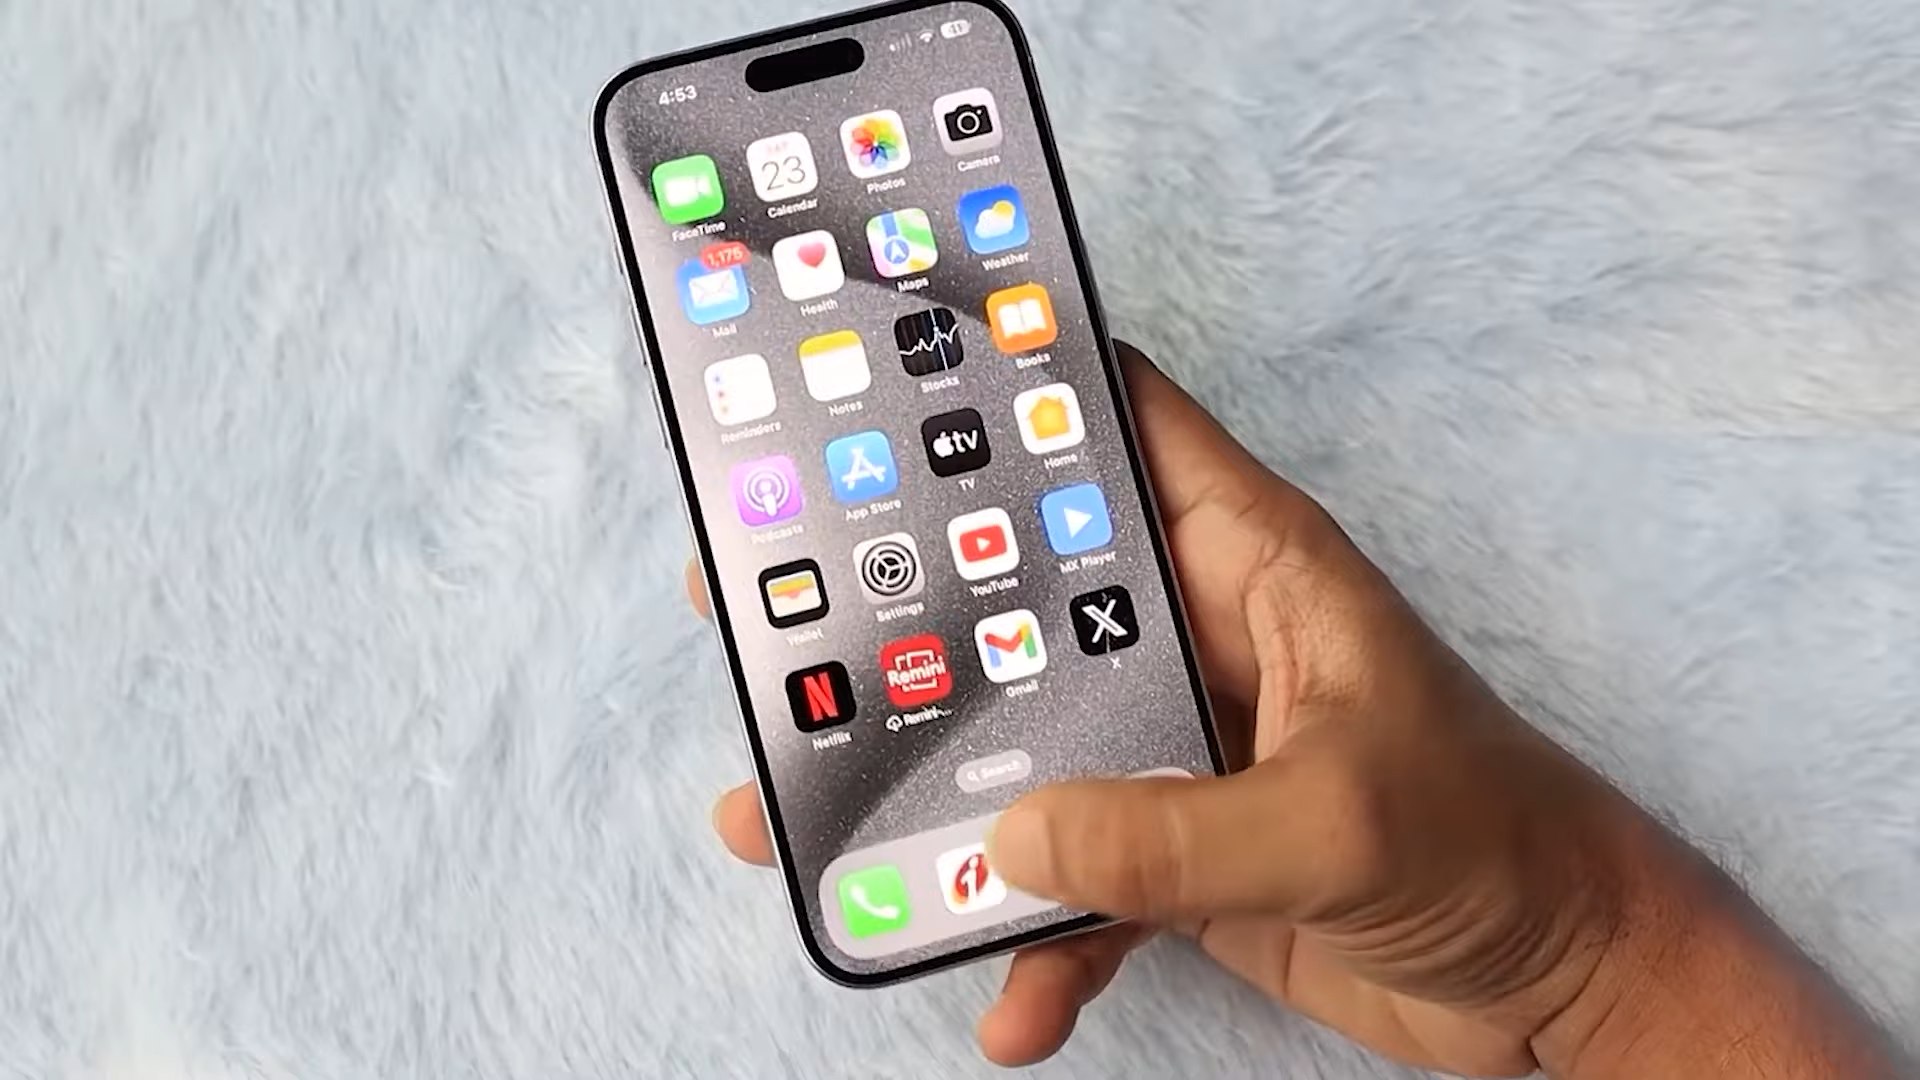 4:53
23
FaceTime
Calendar
Photos
Camera
1,175
Mail
Health
Maps
Weather
Reminders
Notes
Stocks
Books
Podcasts
App Store
tv
TV
Home
Wallet
Settings
YouTube
MX Player
N
Netflix
Remini
Remini-...
Gmail
X
Search